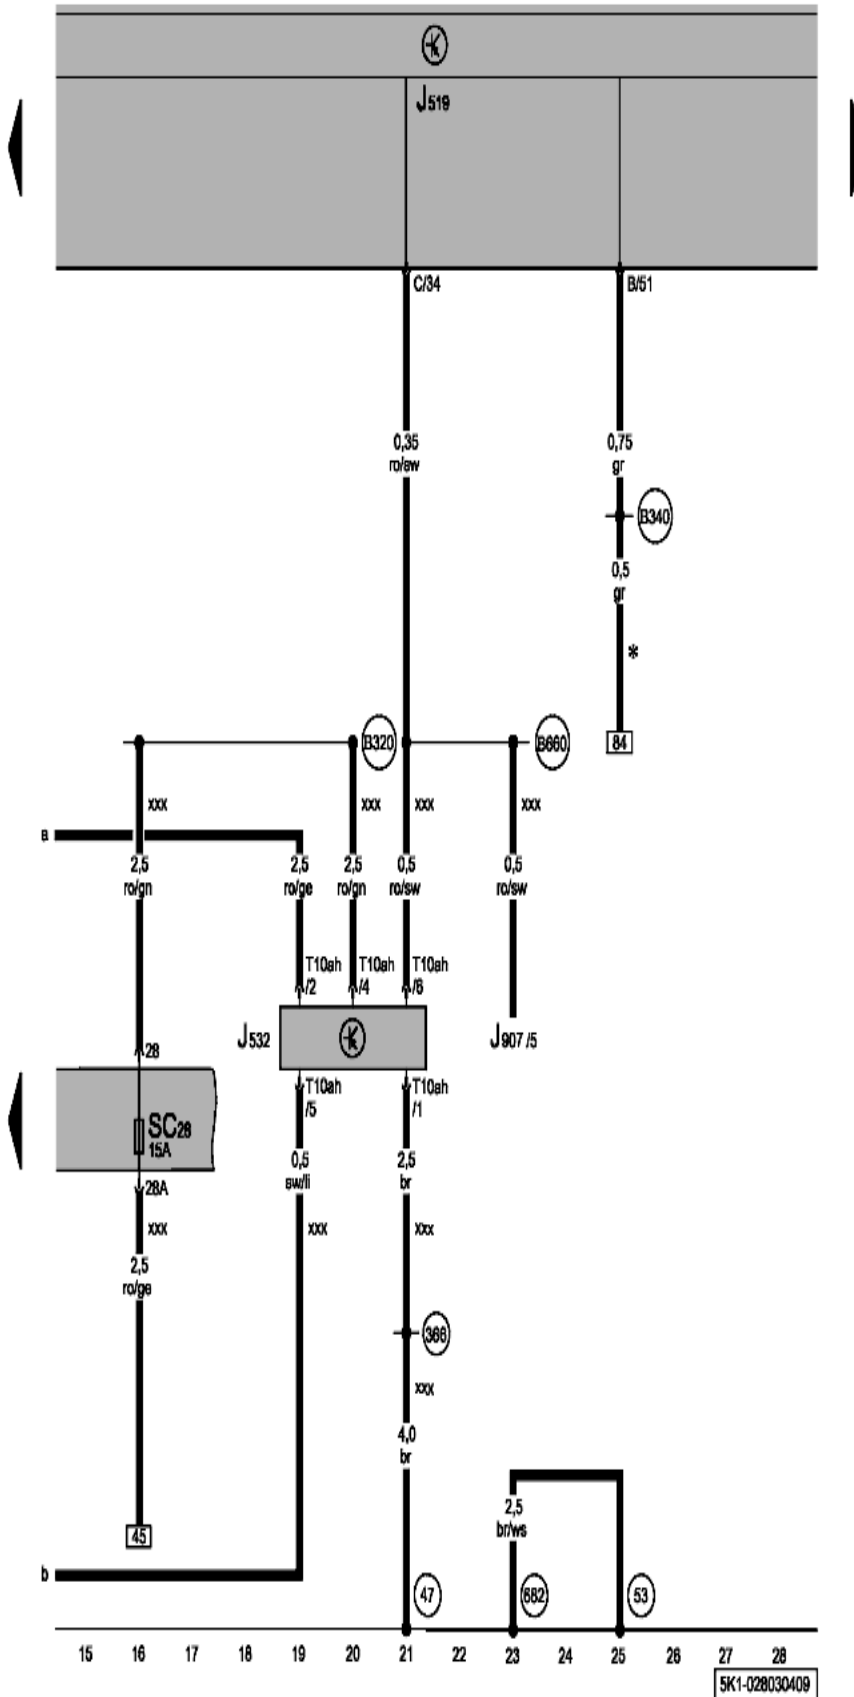 J519
C/34
B/51
0,35
ro/sw
0,75
gr
B340
0,5
gr
*
84
B320
B660
xxx
xxx
xxx
xxx
a
2,5
ro/gn
2,5
ro/ge
2,5
ro/gn
0,5
ro/sw
0,5
ro/sw
T10ah
/2
T10ah
/4
T10ah
/6
J532
J907 /5
28
SC28
15A
28A
T10ah
/5
T10ah
/1
0,5
sw/li
2,5
br
xxx
xxx
xxx
2,5
ro/ge
366
xxx
4,0
br
2,5
br/ws
45
b
47
682
53
15 16 17 18 19 20 21 22 23 24 25 26 27 28
5K1-028030409